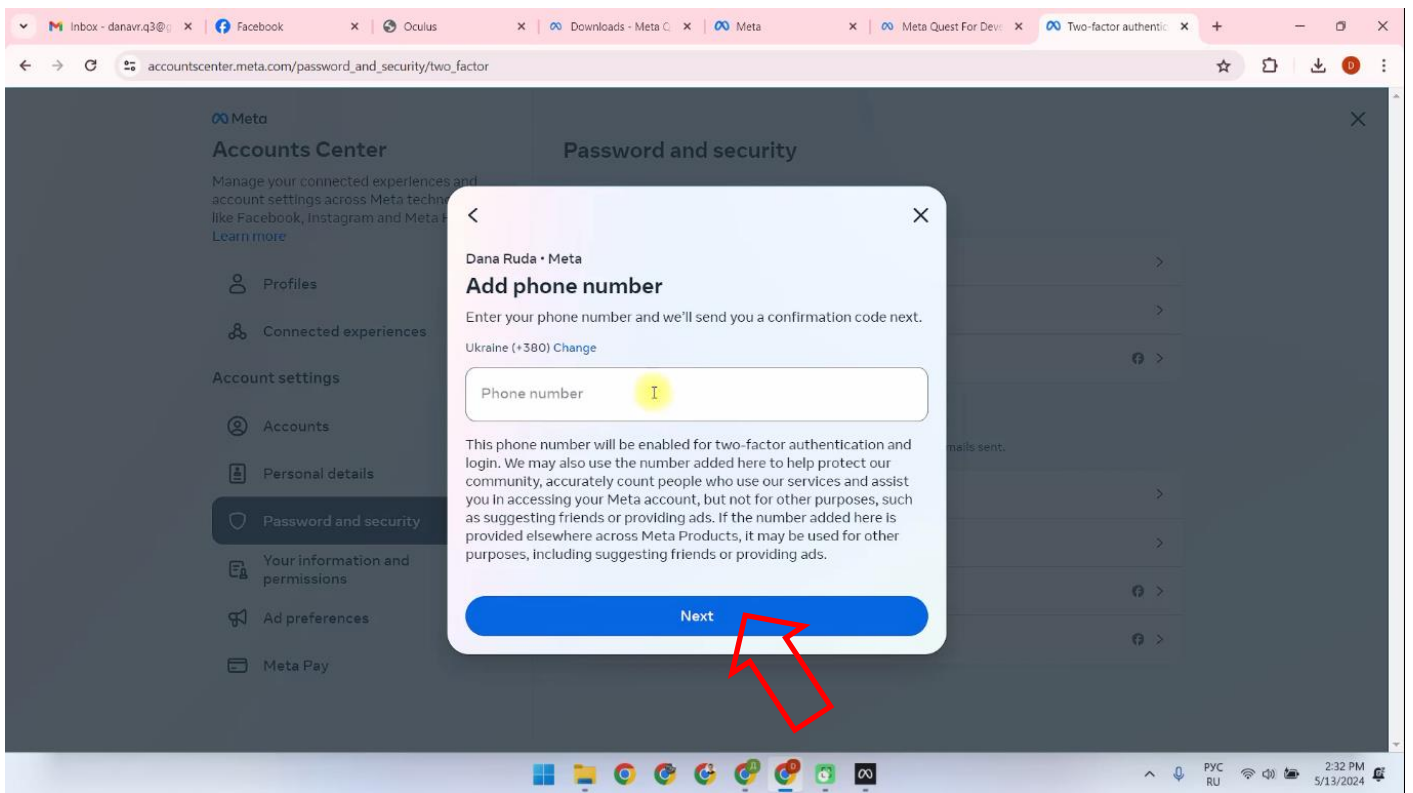 Inbox - danavr.q3@g
Facebook
Oculus
Downloads - Meta Q
Meta
Meta Quest For Deve
Two-factor authentic
accountscenter.meta.com/password_and_security/two_factor
Meta
Accounts Center
Manage your connected experiences and
account settings across Meta techn
like Facebook, Instagram and Meta H
Learn more
Profiles
Connected experiences
Account settings
Accounts
Personal details
Password and security
Your information and
permissions
Ad preferences
Meta Pay
Password and security
mails sent.
Dana Ruda • Meta
Add phone number
Enter your phone number and we'll send you a confirmation code next.
Ukraine (+380) Change
Phone number
This phone number will be enabled for two-factor authentication and
login. We may also use the number added here to help protect our
community, accurately count people who use our services and assist
you in accessing your Meta account, but not for other purposes, such
as suggesting friends or providing ads. If the number added here is
provided elsewhere across Meta Products, it may be used for other
purposes, including suggesting friends or providing ads.
Next
РУС
RU
2:32 PM
5/13/2024